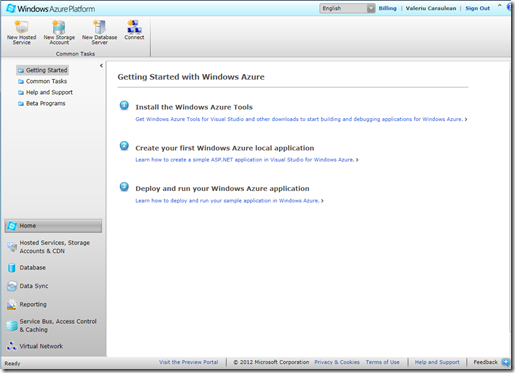 Windows Azure Platform
English
Billing | Valeriu Caraulean | Sign Out
New Hosted Service
New Storage Account
New Database Server
Connect
Common Tasks
Getting Started
Common Tasks
Help and Support
Beta Programs
Getting Started with Windows Azure
1 Install the Windows Azure Tools
Get Windows Azure Tools for Visual Studio and other downloads to start building and debugging applications for Windows Azure. ›
2 Create your first Windows Azure local application
Learn how to create a simple ASP.NET application in Visual Studio for Windows Azure. ›
3 Deploy and run your Windows Azure application
Learn how to deploy and run your sample application in Windows Azure. ›
Home
Hosted Services, Storage
Accounts & CDN
Database
Data Sync
Reporting
Service Bus, Access Control
& Caching
Virtual Network
Ready
Visit the Preview Portal | © 2012 Microsoft Corporation Privacy & Cookies Terms of Use | Help and Support | Feedback